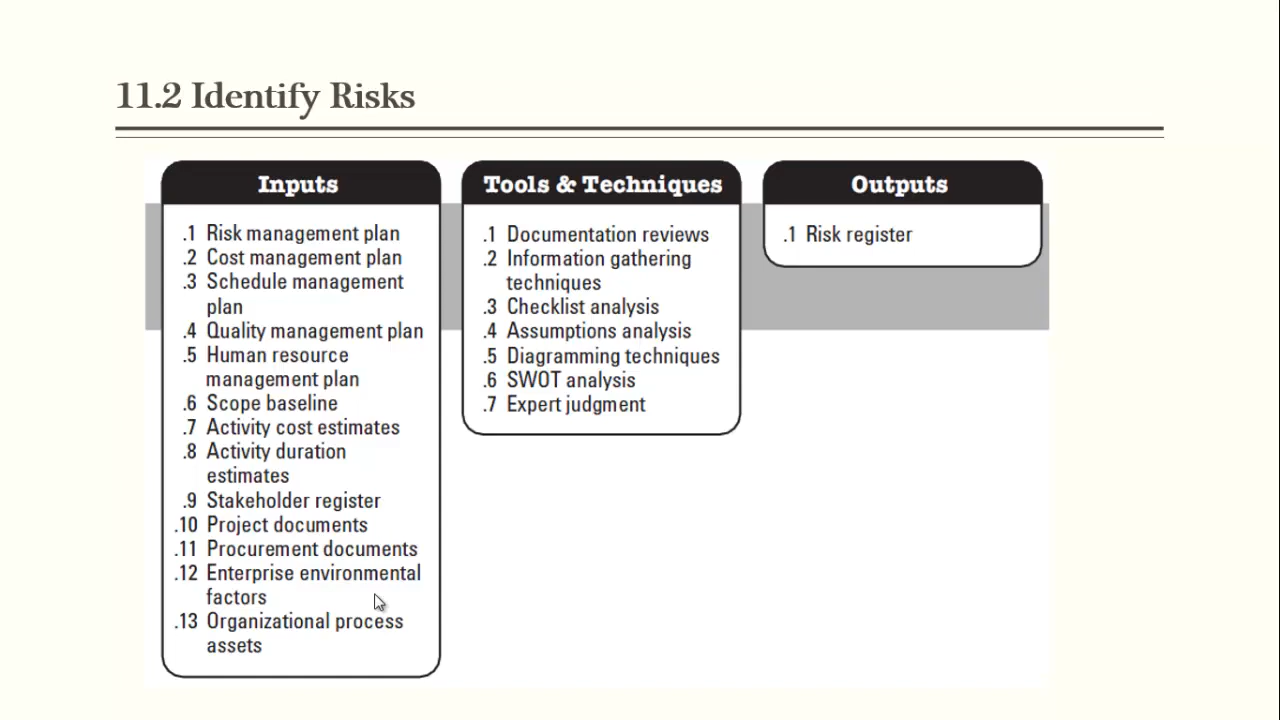 11.2 Identify Risks
Inputs
.1 Risk management plan
.2 Cost management plan
.3 Schedule management
plan
.4 Quality management plan
.5 Human resource
management plan
.6 Scope baseline
.7 Activity cost estimates
.8 Activity duration
estimates
.9 Stakeholder register
.10 Project documents
.11 Procurement documents
.12 Enterprise environmental
factors
.13 Organizational process
assets
Tools & Techniques
.1 Documentation reviews
.2 Information gathering
techniques
.3 Checklist analysis
.4 Assumptions analysis
.5 Diagramming techniques
.6 SWOT analysis
.7 Expert judgment
Outputs
.1 Risk register